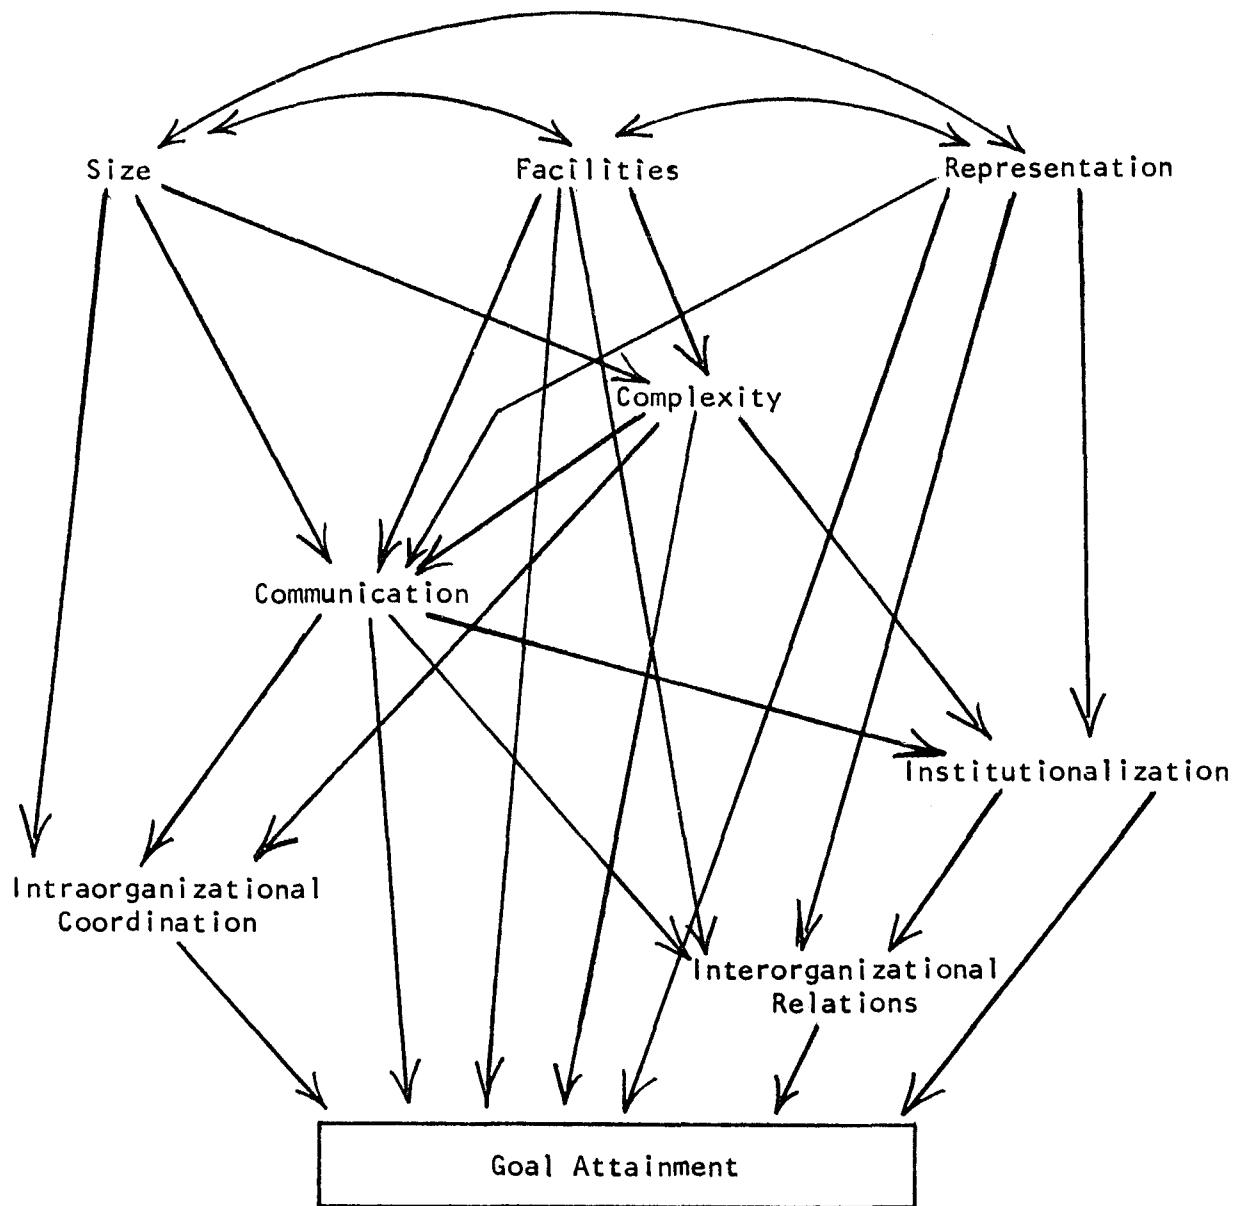 Size
Facilities
Representation
Complexity
Communication
Institutionalization
Intraorganizational
Coordination
Interorganizational
Relations
Goal Attainment